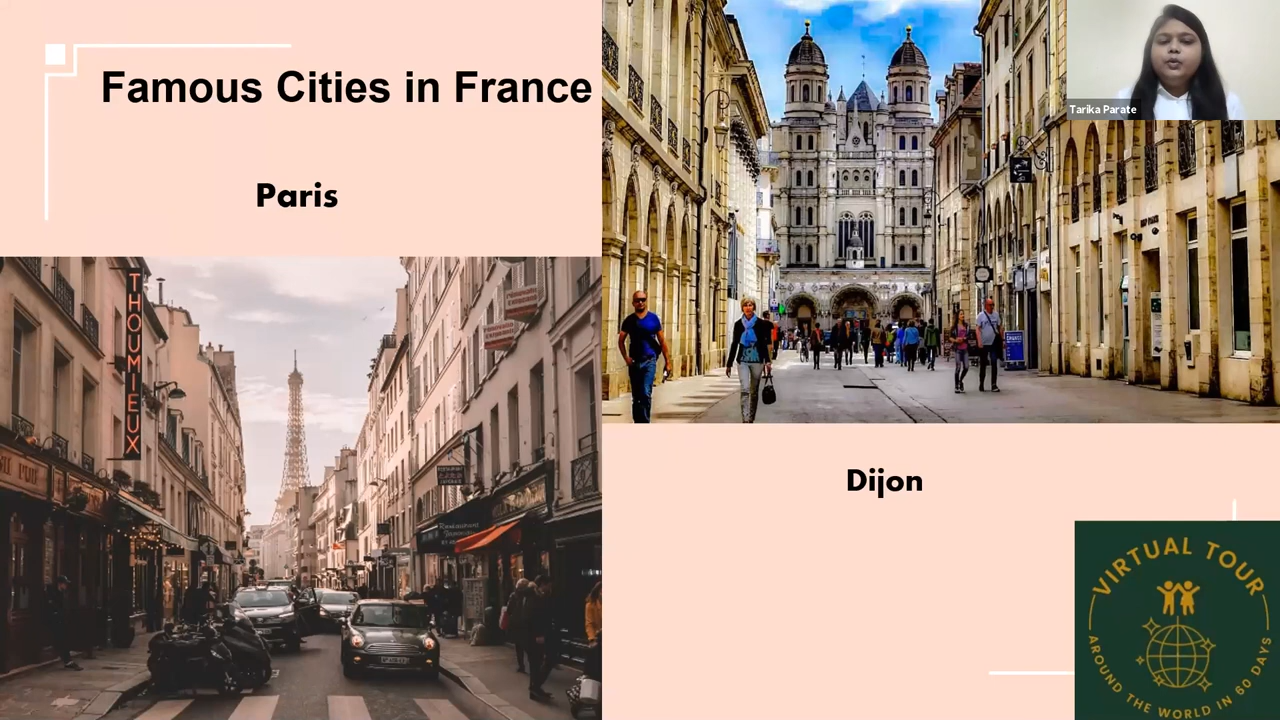 Famous Cities in France
Paris
THOUMIEUX
Tarika Parate
Dijon
VIRTUAL TOUR
AROUND THE WORLD IN 60 DAYS